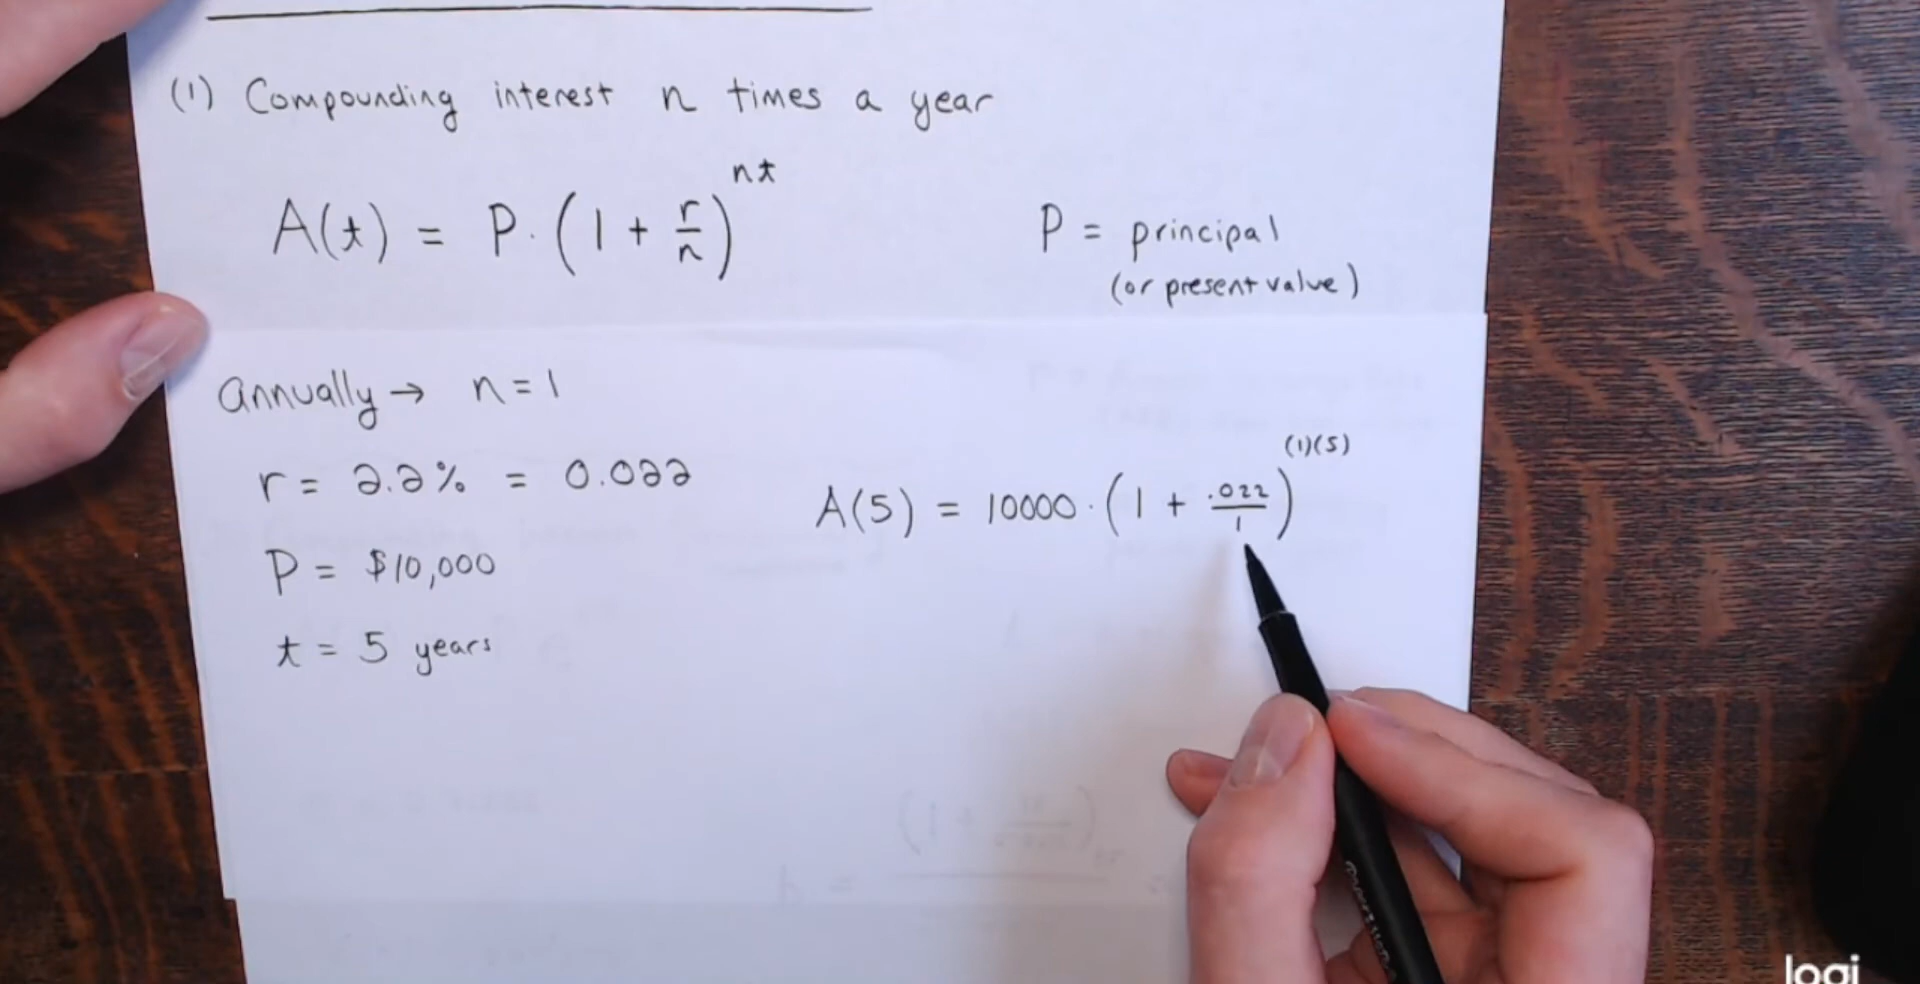 (1) Compounding interest n times a year
A(t) = P·(1 + r/n)^nt
P = principal
(or present value)
annually → n = 1
r = 2.2% = 0.022
P = $10,000
t = 5 years
A(5) = 10000·(1 + .022/1)^(1)(5)
logi